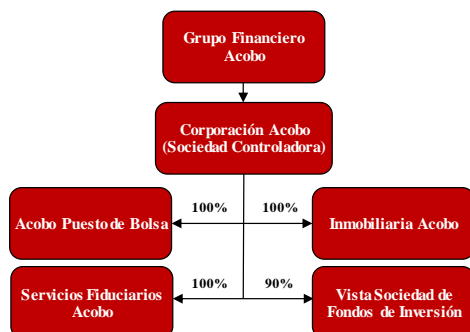 Grupo Financiero
Acobo
Corporación Acobo
(Sociedad Controladora)
100%
100%
Acobo Puesto de Bolsa
Inmobiliaria Acobo
100%
90%
Servicios Fiduciarios
Acobo
Vista Sociedad de
Fondos de Inversión